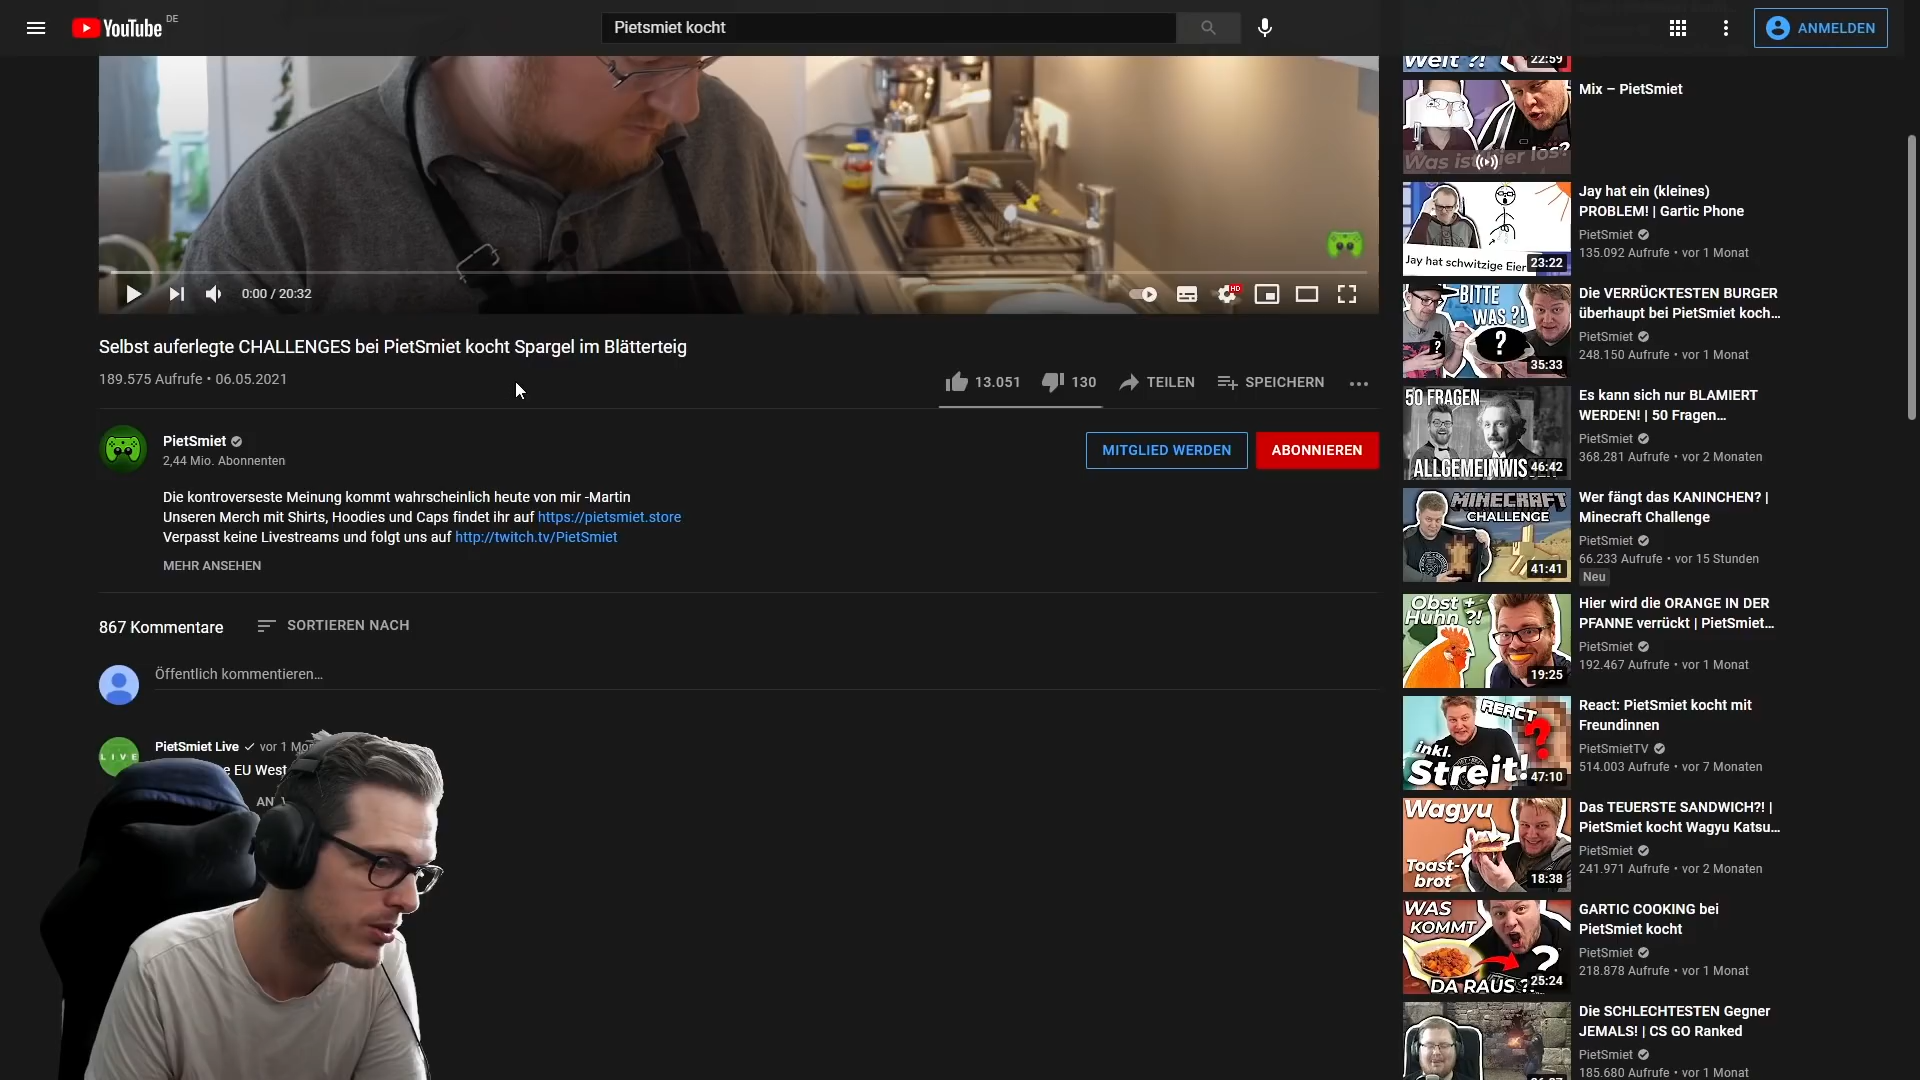 YouTube DE
Pietsmiet kocht
ANMELDEN
0:00 / 20:32
HD
Selbst auferlegte CHALLENGES bei PietSmiet kocht Spargel im Blätterteig
189.575 Aufrufe • 06.05.2021
13.051
130
TEILEN
SPEICHERN
PietSmiet
2,44 Mio. Abonnenten
MITGLIED WERDEN
ABONNIEREN
Die kontroverseste Meinung kommt wahrscheinlich heute von mir -Martin
Unseren Merch mit Shirts, Hoodies und Caps findet ihr auf https://pietsmiet.store
Verpasst keine Livestreams und folgt uns auf http://twitch.tv/PietSmiet
MEHR ANSEHEN
867 Kommentare
SORTIEREN NACH
Öffentlich kommentieren...
LIVE
PietSmiet Live vor 1
EU West
Welt ?!
22:59
Was ist hier los?
Mix – PietSmiet
Jay hat schwitzige Eier
23:22
Jay hat ein (kleines)
PROBLEM! | Gartic Phone
PietSmiet
135.092 Aufrufe • vor 1 Monat
BITTE
WAS ?!
?
?
35:33
Die VERRÜCKTESTEN BURGER
überhaupt bei PietSmiet koch...
PietSmiet
248.150 Aufrufe • vor 1 Monat
50 FRAGEN
46:42
Es kann sich nur BLAMIERT
WERDEN! | 50 Fragen...
PietSmiet
368.281 Aufrufe • vor 2 Monaten
MINECRAFT
CHALLENGE
41:41
Wer fängt das KANINCHEN? |
Minecraft Challenge
PietSmiet
66.233 Aufrufe • vor 15 Stunden
Neu
Obst +
Huhn ?!
19:25
Hier wird die ORANGE IN DER
PFANNE verrückt | PietSmiet...
PietSmiet
192.467 Aufrufe • vor 1 Monat
REACT
?
inkl.
Streit!
47:10
React: PietSmiet kocht mit
Freundinnen
PietSmietTV
514.003 Aufrufe • vor 7 Monaten
Wagyu
Toast-
brot
18:38
Das TEUERSTE SANDWICH?! |
PietSmiet kocht Wagyu Katsu...
PietSmiet
241.971 Aufrufe • vor 2 Monaten
WAS
KOMMT
?
DA RAUS ?
25:24
GARTIC COOKING bei
PietSmiet kocht
PietSmiet
218.878 Aufrufe • vor 1 Monat
Die SCHLECHTESTEN Gegner
JEMALS! | CS GO Ranked
PietSmiet
185.680 Aufrufe • vor 1 Monat